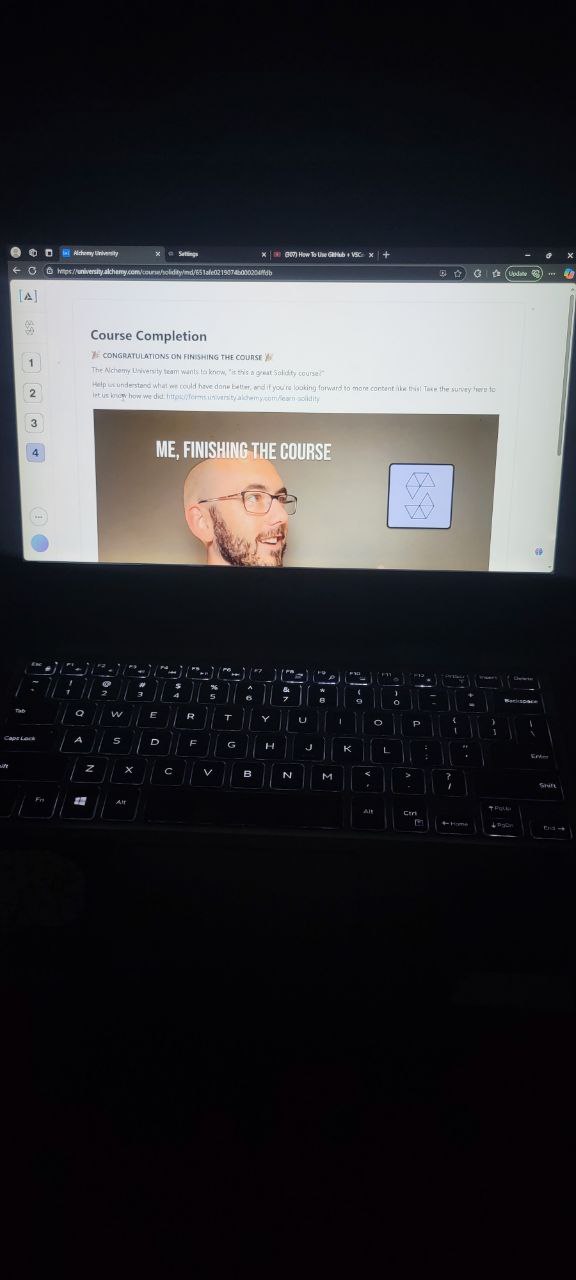 Alchemy University
Settings
(307) How To Use GitHub + VSC
https://university.alchemy.com/course/solidity/md/651afe0219074b000204ffdb
Update
[A]
Course Completion
🎉 CONGRATULATIONS ON FINISHING THE COURSE 🎉
The Alchemy University team wants to know, "is this a great Solidity course?"
Help us understand what we could have done better, and if you're looking forward to more content like this! Take the survey here to
let us know how we did: https://forms.university.alchemy.com/learn-solidity
1
2
3
4
ME, FINISHING THE COURSE
Esc F1 F2 F3 F4 F5 F6 F7 F8 F9 F10 F11 F12 PrtScr Insert Delete
~ ! @ # $ % ^ & * ( ) _ +
` 1 2 3 4 5 6 7 8 9 0 - = Backspace
Tab Q W E R T Y U I O P { } |
[ ] \
Caps Lock A S D F G H J K L : " Enter
; '
ift Z X C V B N M < > ? Shift
, . /
Fn Alt Alt Ctrl Home PgUp
PgDn End